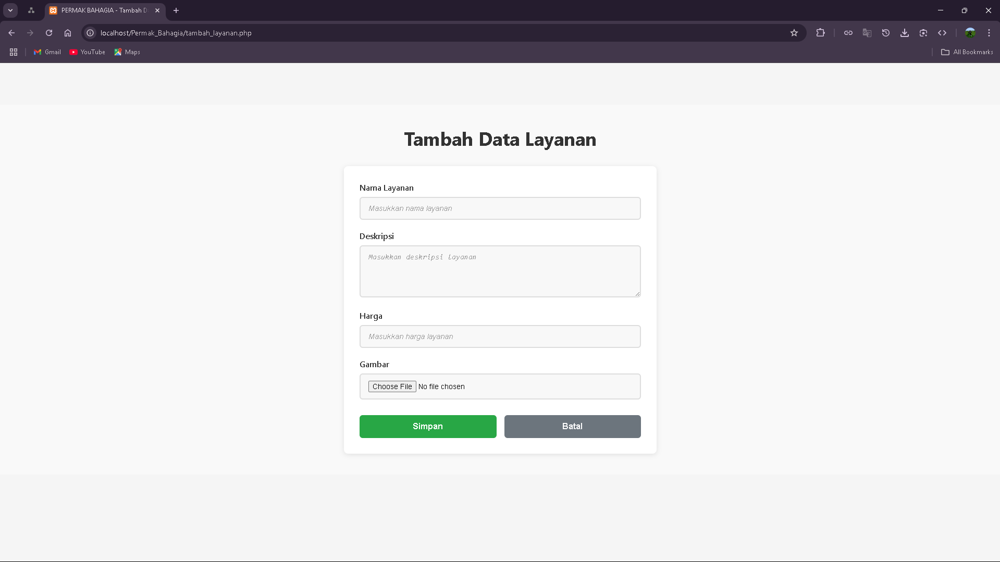 PERMAK BAHAGIA - Tambah D
localhost/Permak_Bahagia/tambah_layanan.php
Gmail
YouTube
Maps
All Bookmarks
Tambah Data Layanan
Nama Layanan
Masukkan nama layanan
Deskripsi
Masukkan deskripsi layanan
Harga
Masukkan harga layanan
Gambar
Choose File No file chosen
Simpan
Batal